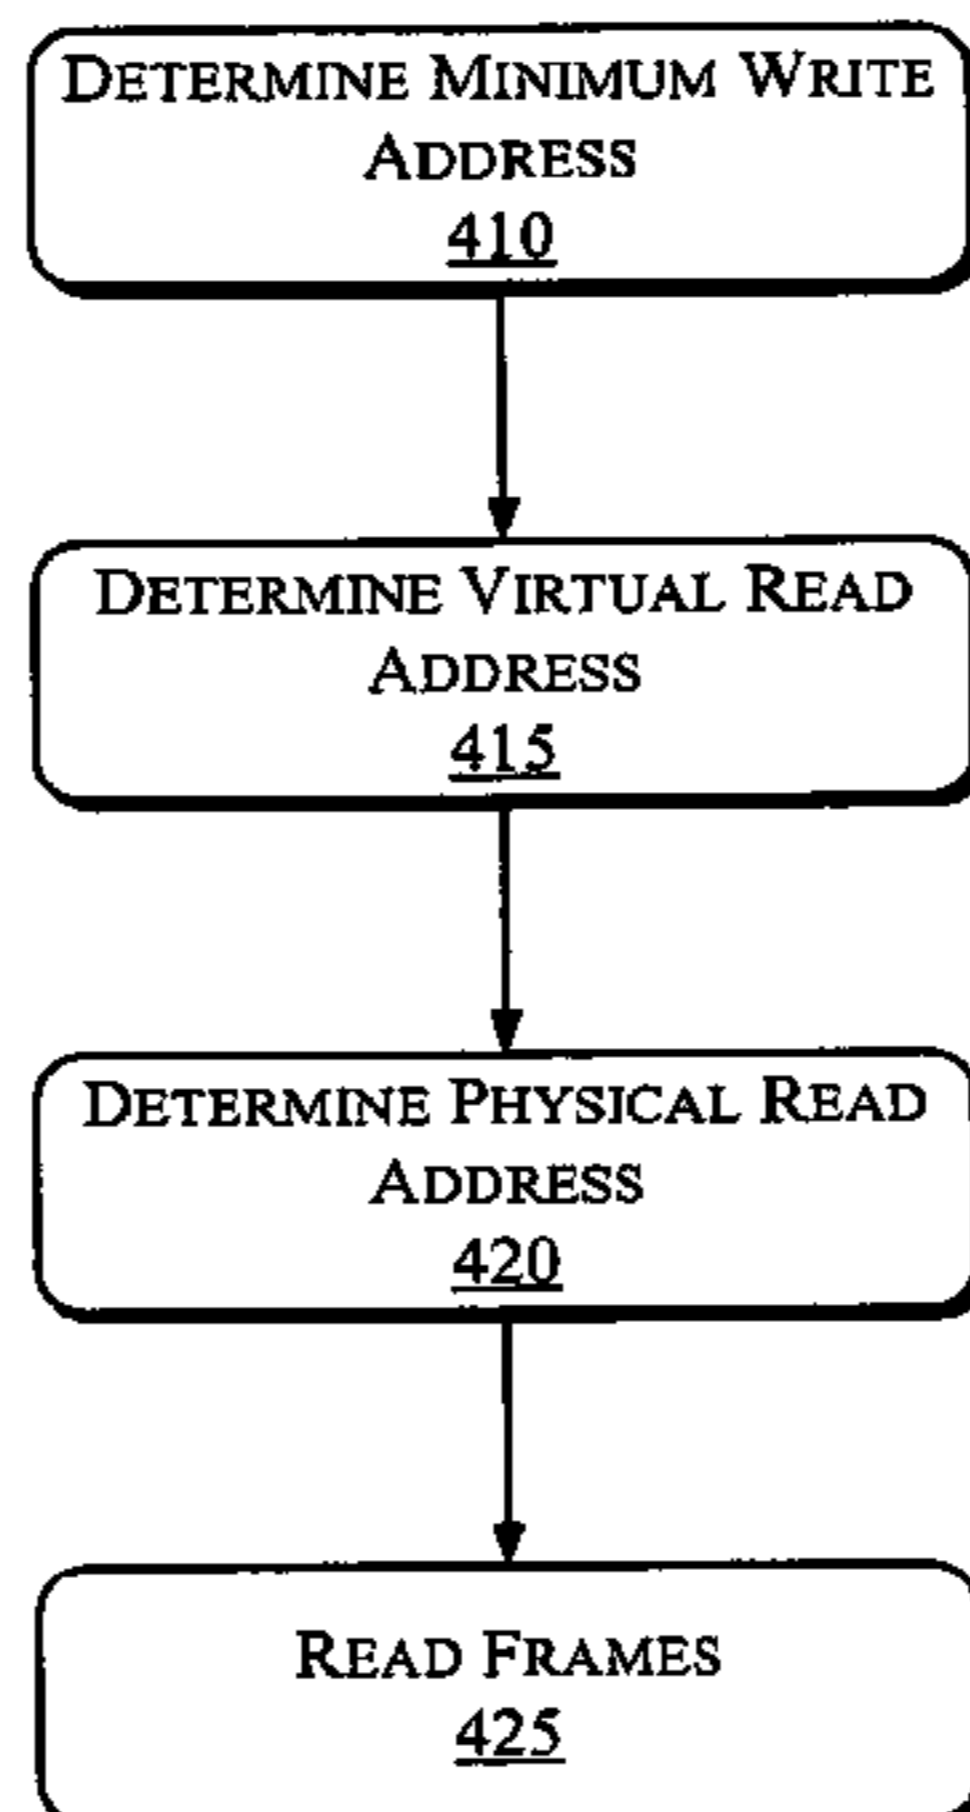 DETERMINE MINIMUM WRITE
ADDRESS
410
DETERMINE VIRTUAL READ
ADDRESS
415
DETERMINE PHYSICAL READ
ADDRESS
420
READ FRAMES
425